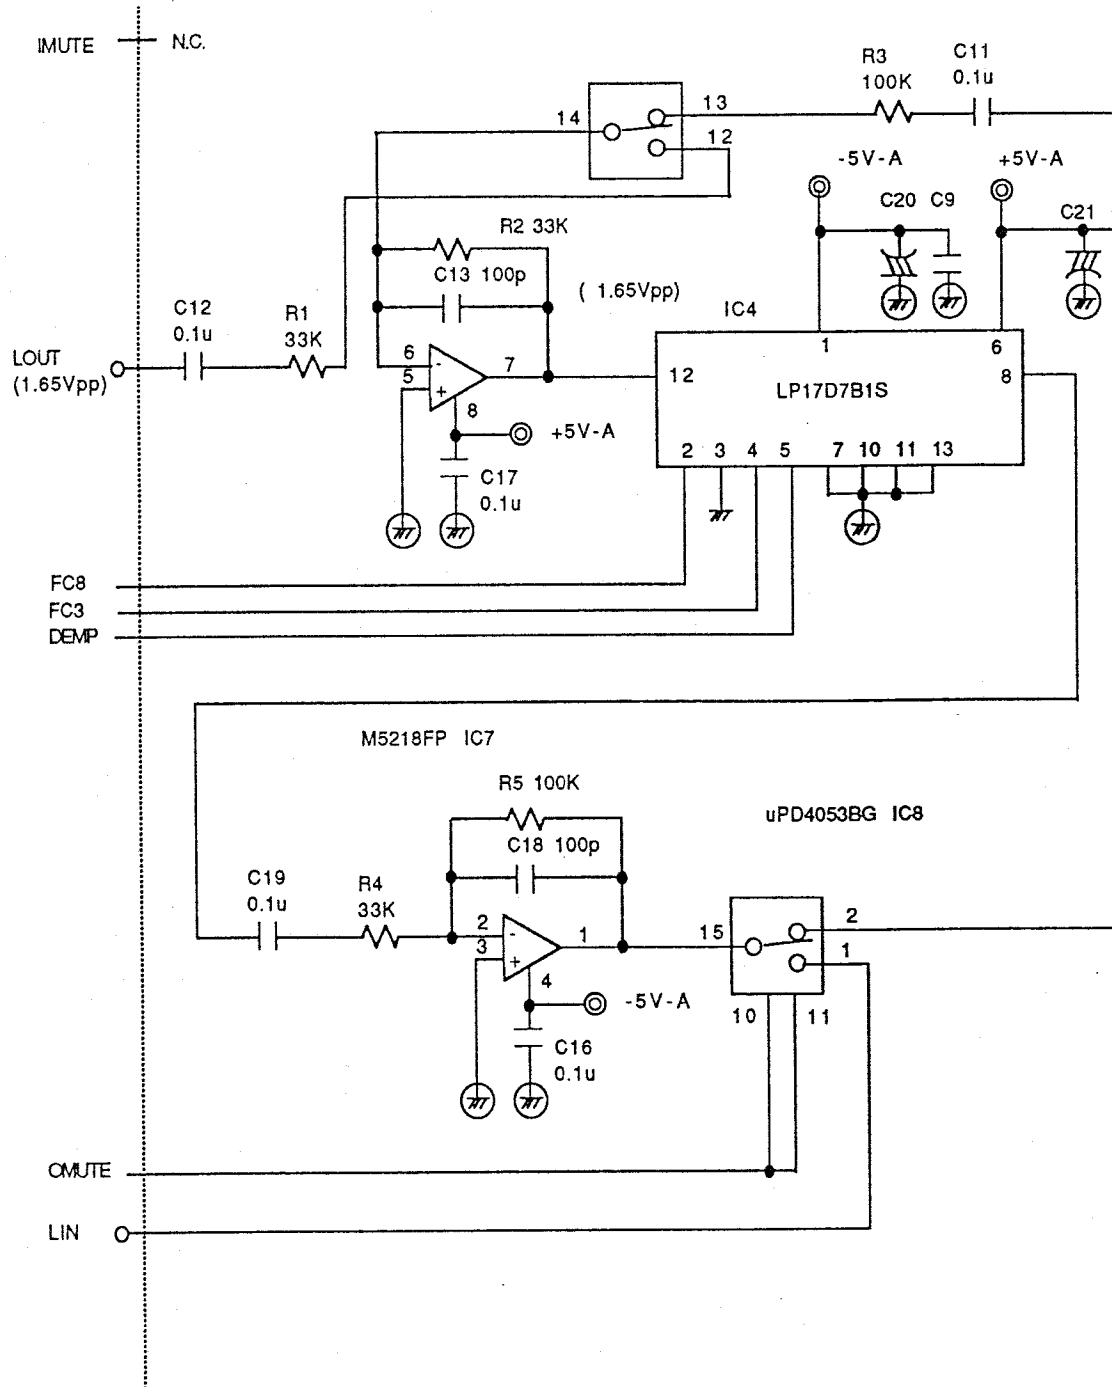 IMUTE
N.C.
R3
100K
C11
0.1u
14
13
12
-5V-A
+5V-A
C20 C9
C21
R2 33K
C13 100p
( 1.65Vpp)
C12
0.1u
R1
33K
IC4
LOUT
(1.65Vpp)
6
-
5
+
7
8
+5V-A
C17
0.1u
1
6
12
8
LP17D7B1S
2
3
4
5
7
10
11
13
FC8
FC3
DEMP
M5218FP IC7
R5 100K
C18 100p
uPD4053BG IC8
C19
0.1u
R4
33K
2
-
3
+
1
4
-5V-A
C16
0.1u
15
2
1
10
11
OMUTE
LIN